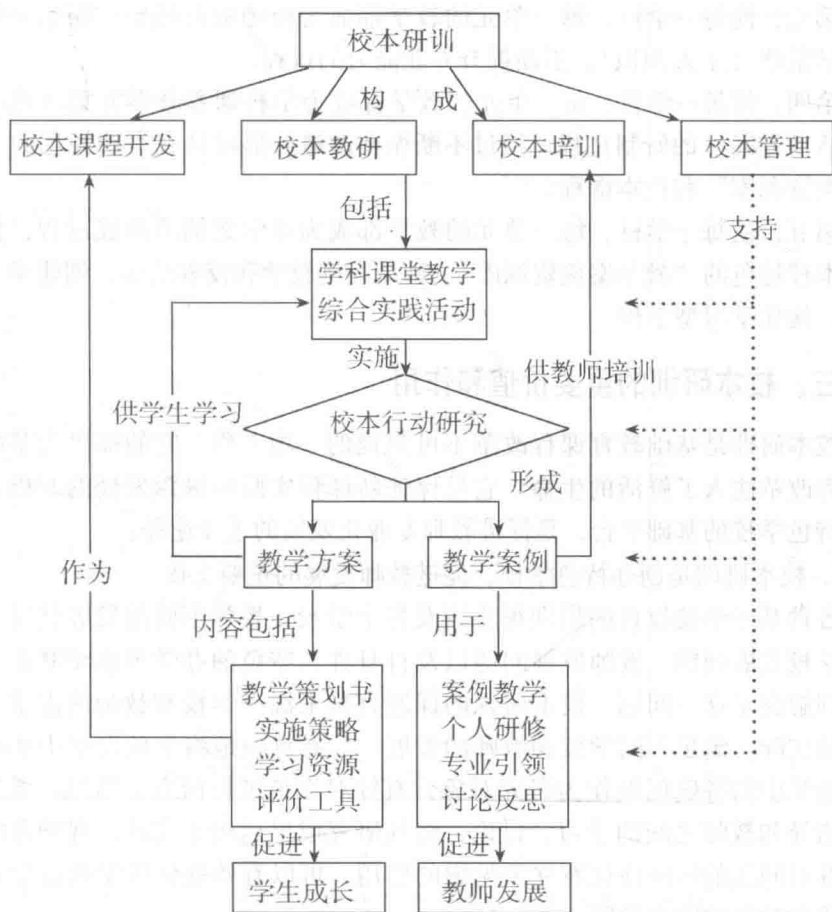 校本研训
构 成
校本课程开发 校本教研 校本培训 校本管理
包括
支持
学科课堂教学
综合实践活动
实施
供教师培训
供学生学习
校本行动研究
形成
教学方案 教学案例
作为
内容包括 用于
教学策划书 案例教学
实施策略 个人研修
学习资源 专业引领
评价工具 讨论反思
促进 促进
学生成长 教师发展